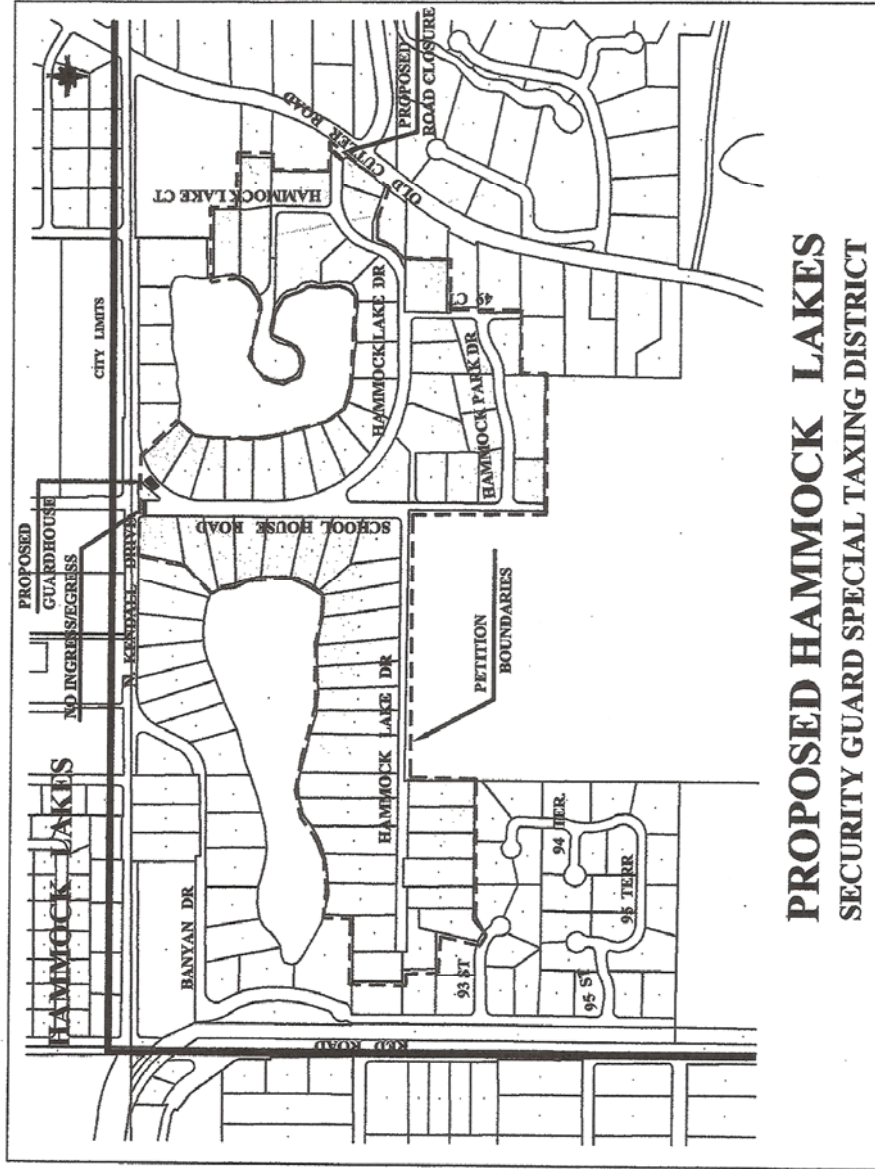 HAMMOCK LAKES
PROPOSED
GUARDHOUSE
NO INGRESS/EGRESS
CITY LIMITS
N. KENDALL DRIVE
BANYAN DR
SCHOOL HOUSE ROAD
HAMMOCK LAKE CT
OLD CUTLER ROAD
PROPOSED
ROAD CLOSURE
HAMMOCK LAKE DR
HAMMOCK LAKE DR
49 CT
HAMMOCK PARK DR
PETITION
BOUNDARIES
RED ROAD
93 ST
94 TER.
95 ST
95 TERR
PROPOSED HAMMOCK LAKES
SECURITY GUARD SPECIAL TAXING DISTRICT